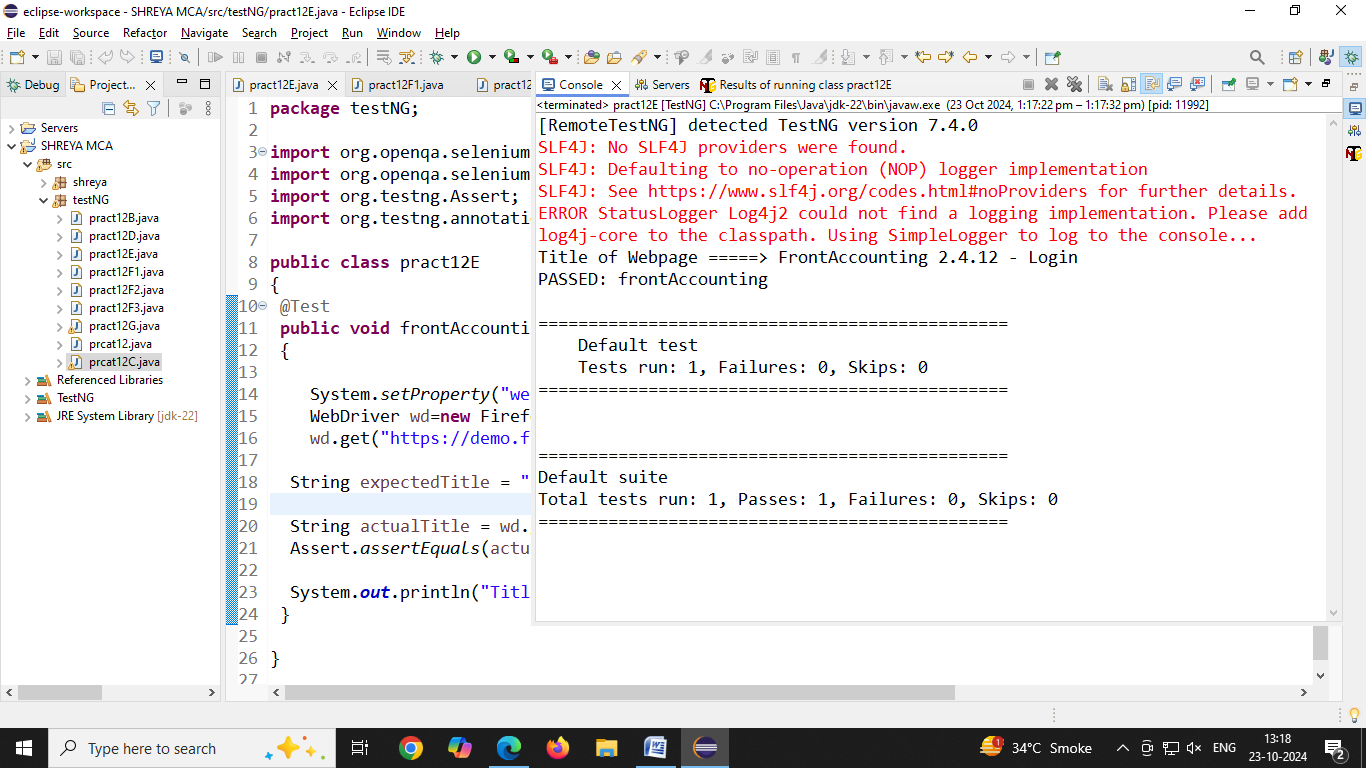 eclipse-workspace - SHREYA MCA/src/testNG/pract12E.java - Eclipse IDE
File Edit Source Refactor Navigate Search Project Run Window Help
Debug Project...
Servers
SHREYA MCA
src
shreya
testNG
pract12B.java
pract12D.java
pract12E.java
pract12F1.java
pract12F2.java
pract12F3.java
pract12G.java
prcat12.java
prcat12C.java
Referenced Libraries
TestNG
JRE System Library [jdk-22]
pract12E.java pract12F1.java pract12
1 package testNG;
2
3 import org.openqa.selenium
4 import org.openqa.selenium
5 import org.testng.Assert;
6 import org.testng.annotati
7
8 public class pract12E
9 {
10 @Test
11 public void frontAccounti
12 {
13
14 System.setProperty("we
15 WebDriver wd=new Firef
16 wd.get("https://demo.f
17
18 String expectedTitle = "
19
20 String actualTitle = wd.
21 Assert.assertEquals(actu
22
23 System.out.println("Titl
24 }
25
26 }
27
Console Servers Results of running class pract12E
<terminated> pract12E [TestNG] C:\Program Files\Java\jdk-22\bin\javaw.exe (23 Oct 2024, 1:17:22 pm – 1:17:32 pm) [pid: 11992]
[RemoteTestNG] detected TestNG version 7.4.0
SLF4J: No SLF4J providers were found.
SLF4J: Defaulting to no-operation (NOP) logger implementation
SLF4J: See https://www.slf4j.org/codes.html#noProviders for further details.
ERROR StatusLogger Log4j2 could not find a logging implementation. Please add
log4j-core to the classpath. Using SimpleLogger to log to the console...
Title of Webpage =====> FrontAccounting 2.4.12 - Login
PASSED: frontAccounting
===============================================
Default test
Tests run: 1, Failures: 0, Skips: 0
===============================================
===============================================
Default suite
Total tests run: 1, Passes: 1, Failures: 0, Skips: 0
===============================================
Type here to search
1
34°C Smoke
ENG
13:18
23-10-2024
2